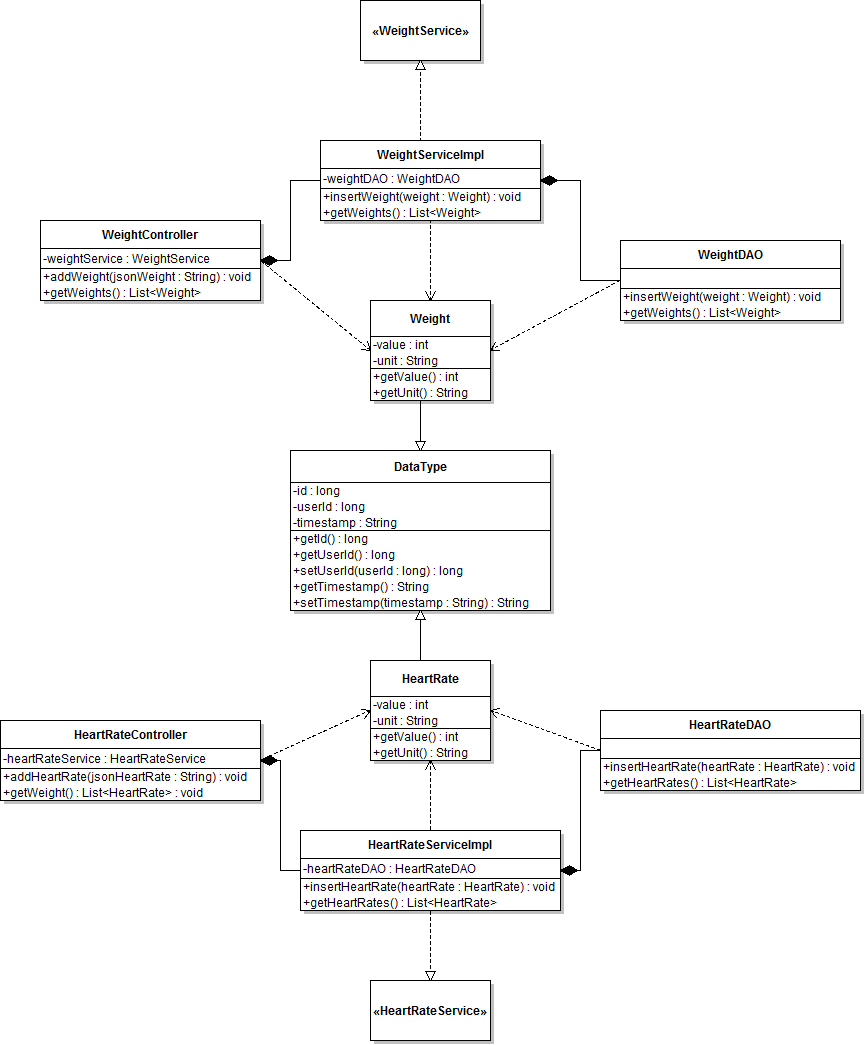 «WeightService»
WeightServiceImpl
-weightDAO : WeightDAO
+insertWeight(weight : Weight) : void
+getWeights() : List<Weight>
WeightController
-weightService : WeightService
+addWeight(jsonWeight : String) : void
+getWeights() : List<Weight>
WeightDAO
+insertWeight(weight : Weight) : void
+getWeights() : List<Weight>
Weight
-value : int
-unit : String
+getValue() : int
+getUnit() : String
DataType
-id : long
-userId : long
-timestamp : String
+getId() : long
+getUserId() : long
+setUserId(userId : long) : long
+getTimestamp() : String
+setTimestamp(timestamp : String) : String
HeartRate
-value : int
-unit : String
+getValue() : int
+getUnit() : String
HeartRateController
-heartRateService : HeartRateService
+addHeartRate(jsonHeartRate : String) : void
+getWeight() : List<HeartRate> : void
HeartRateDAO
+insertHeartRate(heartRate : HeartRate) : void
+getHeartRates() : List<HeartRate>
HeartRateServiceImpl
-heartRateDAO : HeartRateDAO
+insertHeartRate(heartRate : HeartRate) : void
+getHeartRates() : List<HeartRate>
«HeartRateService»